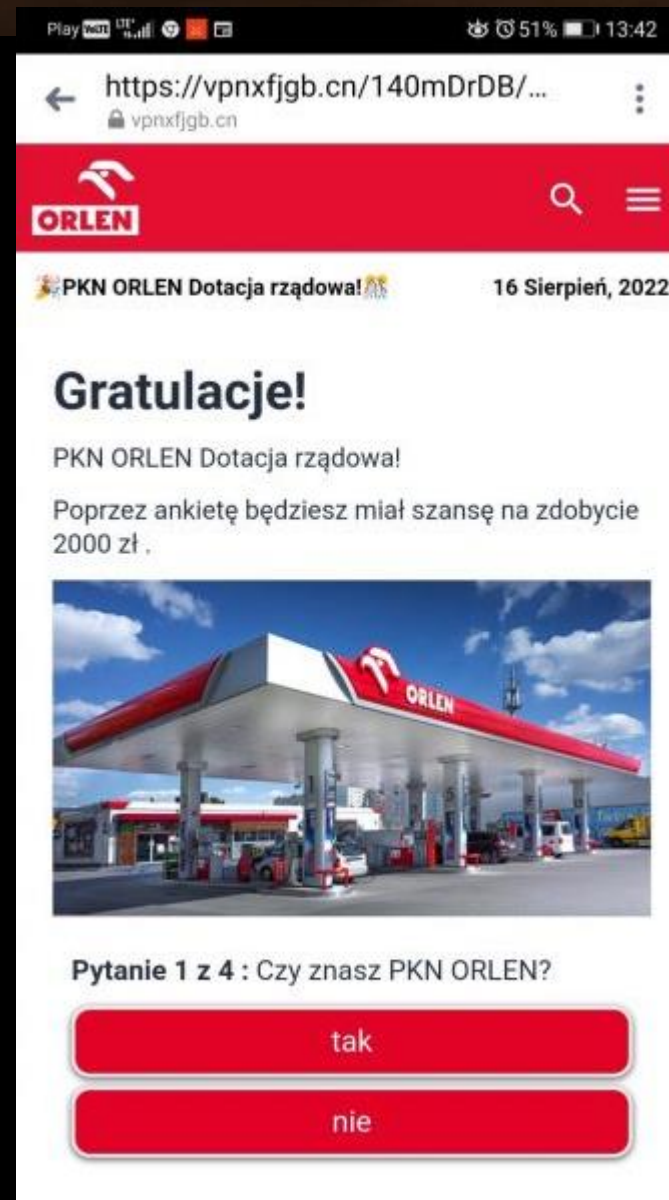 Play VoLTE LTE+ 51% 13:42
https://vpnxfjgb.cn/140mDrDB/...
vpnxfjgb.cn
ORLEN
🎉PKN ORLEN Dotacja rządowa!🎊 16 Sierpień, 2022
Gratulacje!
PKN ORLEN Dotacja rządowa!
Poprzez ankietę będziesz miał szansę na zdobycie
2000 zł .
ORLEN
Pytanie 1 z 4 : Czy znasz PKN ORLEN?
tak
nie